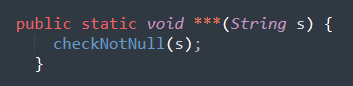 public static void ***(String s) {
checkNotNull(s);
}